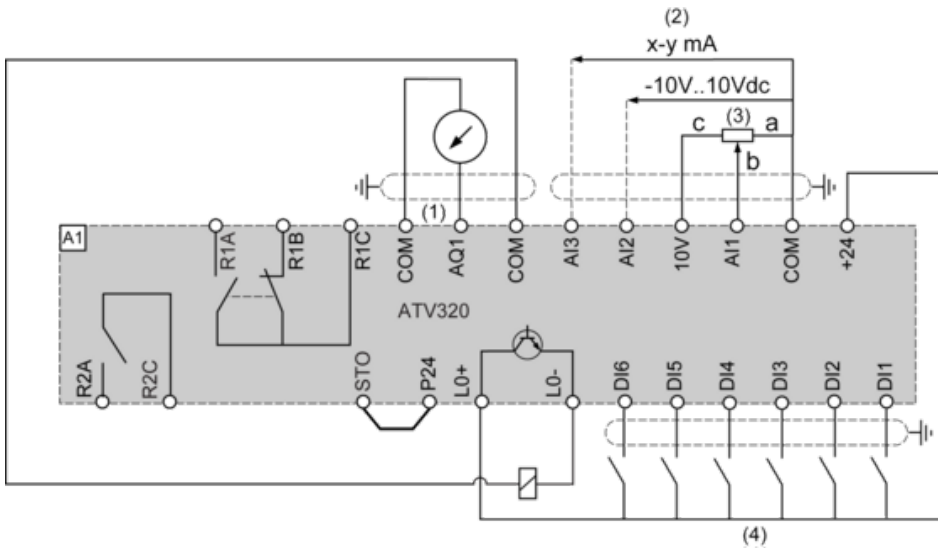 (2)
x-y mA
-10V..10Vdc
c
(3)
a
b
(1)
A1
R1A
R1B
R1C
COM
AQ1
COM
AI3
AI2
10V
AI1
COM
+24
ATV320
R2A
R2C
STO
P24
L0+
L0-
DI6
DI5
DI4
DI3
DI2
DI1
(4)